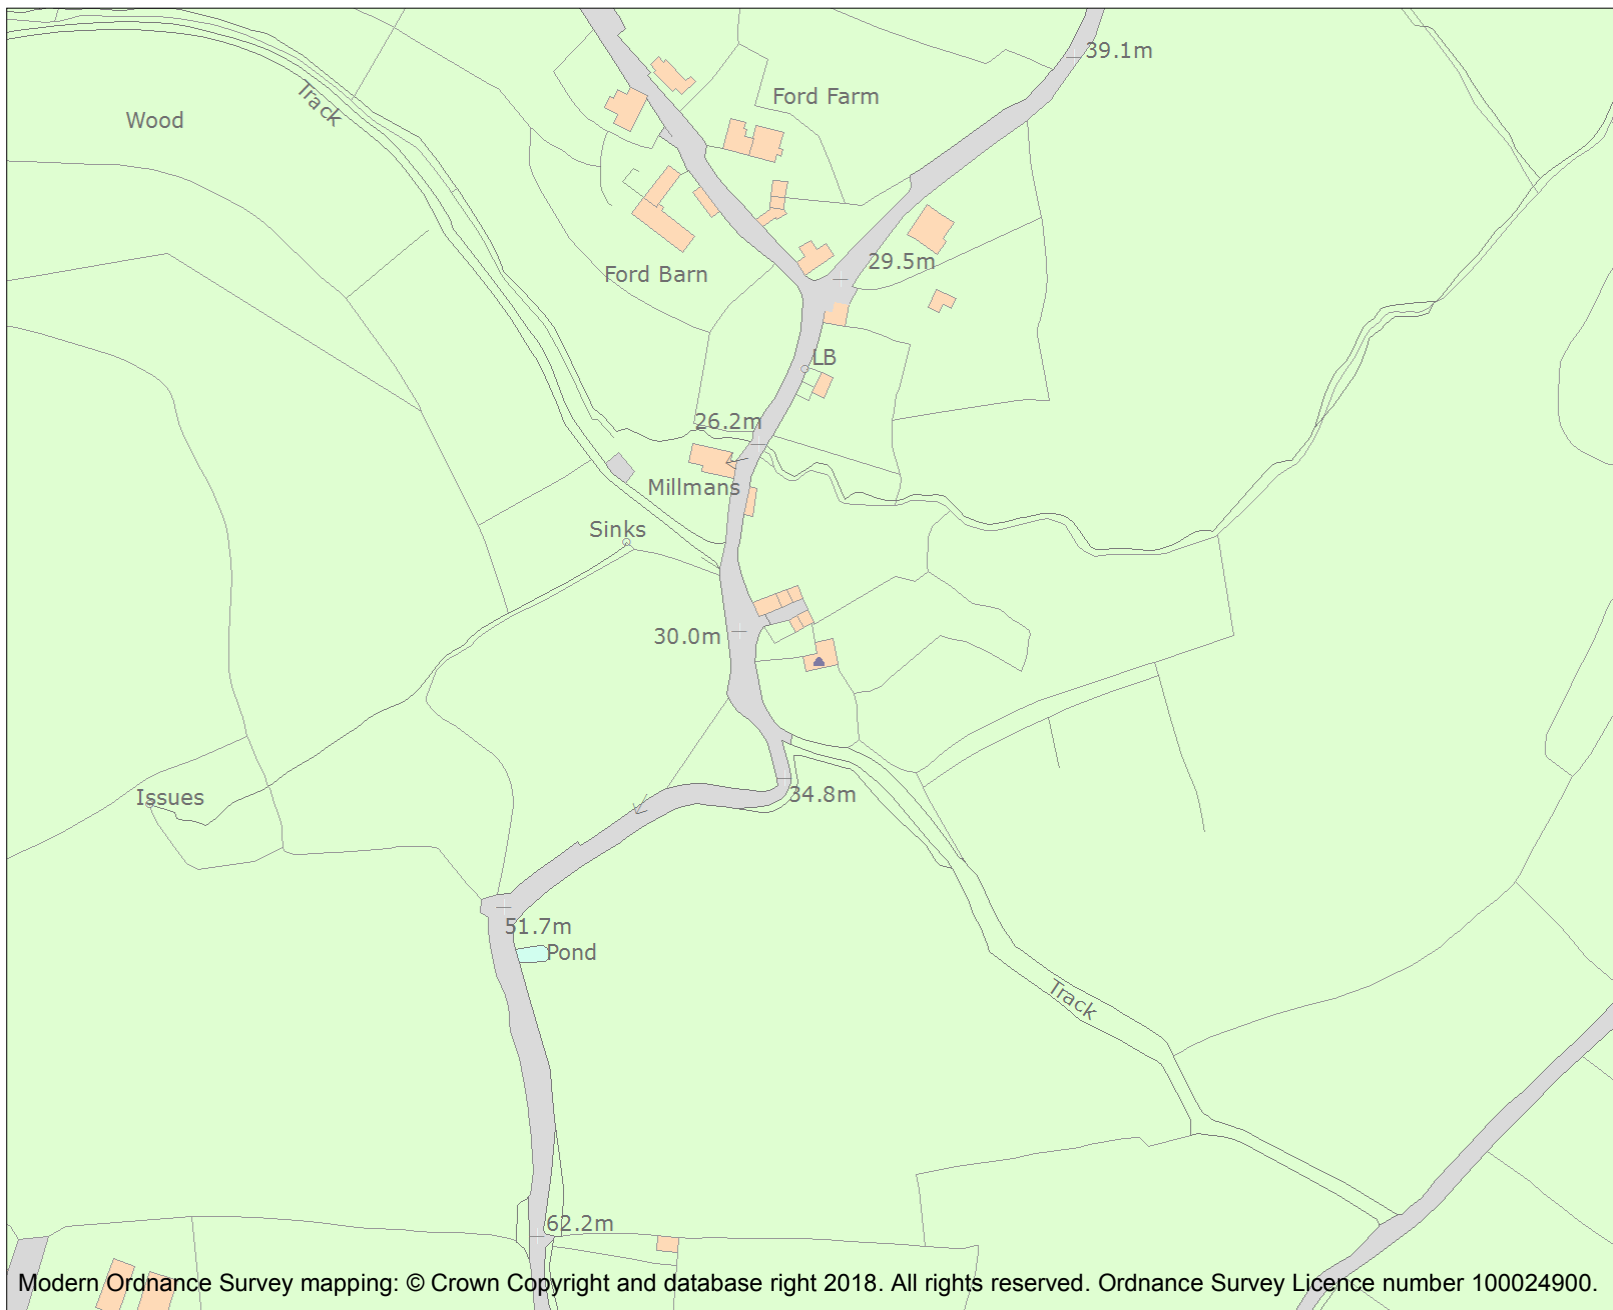 39.1m
Track
Ford Farm
Wood
29.5m
Ford Barn
LB
26.2m
Millmans
Sinks
30.0m
34.8m
Issues
51.7m
Pond
Track
62.2m
Modern Ordnance Survey mapping: © Crown Copyright and database right 2018. All rights reserved. Ordnance Survey Licence number 100024900.